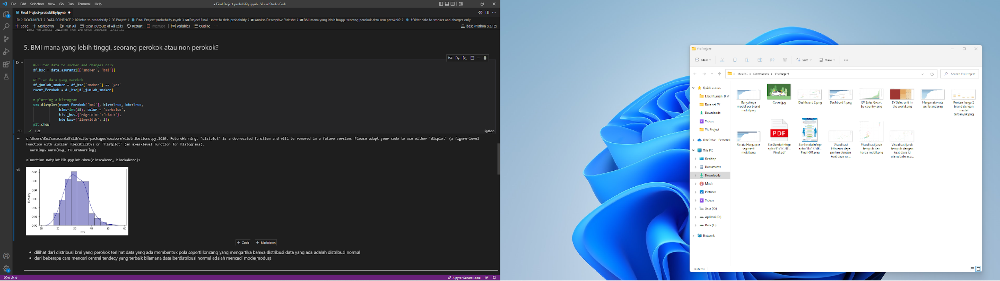 File Edit Selection View Go Run Terminal Help
● Final Project-probability.ipynb - Visual Studio Code
Final Project-probability.ipynb ●
D: > DOCUMENT > DATA SCINENCE > 02.Intro to probability > 02.Project > Final Project-probability.ipynb > M+Project Final - intro to data probability > M+Analisa Descriptive Statistic > M+BMI mana yang lebih tinggi, seorang perokok atau non perokok? > #Fillter data to smoker and charges only
+ Code + Markdown Run All Clear Outputs of All Cells Restart Interrupt Variables Outline ···
base (Python 3.9.12)
5. BMI mana yang lebih tinggi, seorang perokok atau non perokok?
#Fillter data to smoker and charges only
df_bsc = data_asuransi[['smoker', 'bmi']]
#Filter data yang merokok
df_jumlah_smoker = df_bsc["smoker"] == 'yes'
event_Perokok = df_bsc[df_jumlah_smoker]
# plotting a histogram
sns.distplot(event_Perokok['bmi'], hist=True, kde=True,
bins=int(10), color = 'darkblue',
hist_kws={'edgecolor':'black'},
kde_kws={'linewidth': 1})
plt.show
[9] 1.2s
Python
c:\Users\Dwi\anaconda3\lib\site-packages\seaborn\distributions.py:2619: FutureWarning: `distplot` is a deprecated function and will be removed in a future version. Please adapt your code to use either `displot` (a figure-level
function with similar flexibility) or `histplot` (an axes-level function for histograms).
warnings.warn(msg, FutureWarning)
<function matplotlib.pyplot.show(close=None, block=None)>
0.06
0.05
0.04
0.03
0.02
0.01
0.00
Density
10 20 30 40 50 60
bmi
+ Code + Markdown
• dilihat dari distribusi bmi yang perokok terlihat data yang ada membentuk pola seperti loncang yang mengartika bahwa distribusi data yang ada adalah distribusi normal
• dari beberapa cara mencari central tendecy yang terbaik bilamana data berdistribusi normal adalah mencadi mode(modus)
0 0
Jupyter Server: Local
Vis Project
New Sort View ···
This PC > Downloads > Vis Project
Search Vis Project
Quick access
Liber Rumah B
Data set EV
Downloads
Videos
Vis Project
OneDrive - Personal
This PC
Desktop
Documents
Downloads
Music
Pictures
Videos
Acer (C:)
Aplikasi (D:)
Data (E:)
Network
Banyaknya model per brand mobil.png
Cover.jpg
Dashboard 2.png
Dashbord 1.png
EV Sales Growt by country.png
EV Sales unit in the world.png
Harga rata-rata per brand.png
Rentan harga 5 brand dengan model terbanyak.png
Rerata Harga per segment mobil.png
PDF
SexGenderInfographic11x17_508_Final.pdf
SexGenderInfographic11x17_508_Final_001.png
Visualisasi Effisiensi daya per km dengan kuat daya isi ...
Visualisasi jarak tempuh dan harga mobil.png
Visualisasi jarak tempuh dengan kuat daya isi ulang baterai.p...
14 items